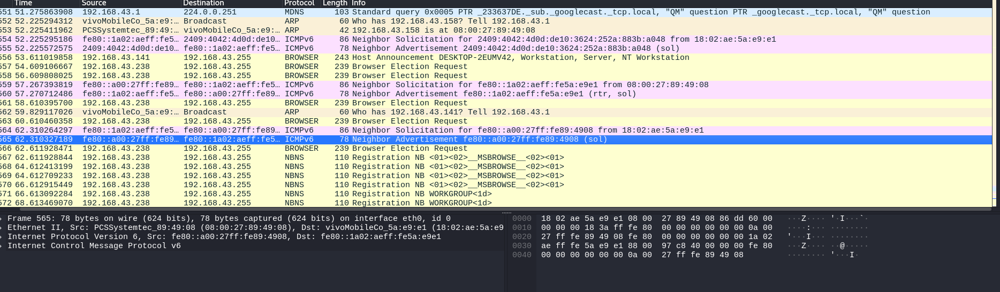 Time Source Destination Protocol Length Info
551 51.275863908 192.168.43.1 224.0.0.251 MDNS 103 Standard query 0x0005 PTR _233637DE._sub._googlecast._tcp.local, "QM" question PTR _googlecast._tcp.local, "QM" question
552 52.225294312 vivoMobileCo_5a:e9:… Broadcast ARP 60 Who has 192.168.43.158? Tell 192.168.43.1
553 52.225411962 PCSSystemtec_89:49:… vivoMobileCo_5a:e9:… ARP 42 192.168.43.158 is at 08:00:27:89:49:08
554 52.225295186 fe80::1a02:aeff:fe5… 2409:4042:4d0d:de10… ICMPv6 86 Neighbor Solicitation for 2409:4042:4d0d:de10:3624:252a:883b:a048 from 18:02:ae:5a:e9:e1
555 52.225572575 2409:4042:4d0d:de10… fe80::1a02:aeff:fe5… ICMPv6 78 Neighbor Advertisement 2409:4042:4d0d:de10:3624:252a:883b:a048 (sol)
556 53.611019858 192.168.43.141 192.168.43.255 BROWSER 243 Host Announcement DESKTOP-2EUMV42, Workstation, Server, NT Workstation
557 54.609106667 192.168.43.238 192.168.43.255 BROWSER 239 Browser Election Request
558 56.609808025 192.168.43.238 192.168.43.255 BROWSER 239 Browser Election Request
559 57.267393819 fe80::a00:27ff:fe89… fe80::1a02:aeff:fe5… ICMPv6 86 Neighbor Solicitation for fe80::1a02:aeff:fe5a:e9e1 from 08:00:27:89:49:08
560 57.270712486 fe80::1a02:aeff:fe5… fe80::a00:27ff:fe89… ICMPv6 78 Neighbor Advertisement fe80::1a02:aeff:fe5a:e9e1 (rtr, sol)
561 58.610395700 192.168.43.238 192.168.43.255 BROWSER 239 Browser Election Request
562 59.829117026 vivoMobileCo_5a:e9:… Broadcast ARP 60 Who has 192.168.43.141? Tell 192.168.43.1
563 60.610460358 192.168.43.238 192.168.43.255 BROWSER 239 Browser Election Request
564 62.310264297 fe80::1a02:aeff:fe5… fe80::a00:27ff:fe89… ICMPv6 86 Neighbor Solicitation for fe80::a00:27ff:fe89:4908 from 18:02:ae:5a:e9:e1
565 62.310327189 fe80::a00:27ff:fe89… fe80::1a02:aeff:fe5… ICMPv6 78 Neighbor Advertisement fe80::a00:27ff:fe89:4908 (sol)
566 62.611928471 192.168.43.238 192.168.43.255 BROWSER 239 Browser Election Request
567 62.611928844 192.168.43.238 192.168.43.255 NBNS 110 Registration NB <01><02>__MSBROWSE__<02><01>
568 64.612413199 192.168.43.238 192.168.43.255 NBNS 110 Registration NB <01><02>__MSBROWSE__<02><01>
569 64.612709233 192.168.43.238 192.168.43.255 NBNS 110 Registration NB <01><02>__MSBROWSE__<02><01>
570 66.612915449 192.168.43.238 192.168.43.255 NBNS 110 Registration NB <01><02>__MSBROWSE__<02><01>
571 66.613092284 192.168.43.238 192.168.43.255 NBNS 110 Registration NB WORKGROUP<1d>
572 68.613469070 192.168.43.238 192.168.43.255 NBNS 110 Registration NB WORKGROUP<1d>
Frame 565: 78 bytes on wire (624 bits), 78 bytes captured (624 bits) on interface eth0, id 0
Ethernet II, Src: PCSSystemtec_89:49:08 (08:00:27:89:49:08), Dst: vivoMobileCo_5a:e9:e1 (18:02:ae:5a:e9
Internet Protocol Version 6, Src: fe80::a00:27ff:fe89:4908, Dst: fe80::1a02:aeff:fe5a:e9e1
Internet Control Message Protocol v6
0000 18 02 ae 5a e9 e1 08 00 27 89 49 08 86 dd 60 00 ···Z···· '·I···`·
0010 00 00 00 18 3a ff fe 80 00 00 00 00 00 00 0a 00 ····:··· ········
0020 27 ff fe 89 49 08 fe 80 00 00 00 00 00 00 1a 02 '···I··· ········
0030 ae ff fe 5a e9 e1 88 00 97 c8 40 00 00 00 fe 80 ···Z···· ··@·····
0040 00 00 00 00 00 00 0a 00 27 ff fe 89 49 08 ········ '···I·